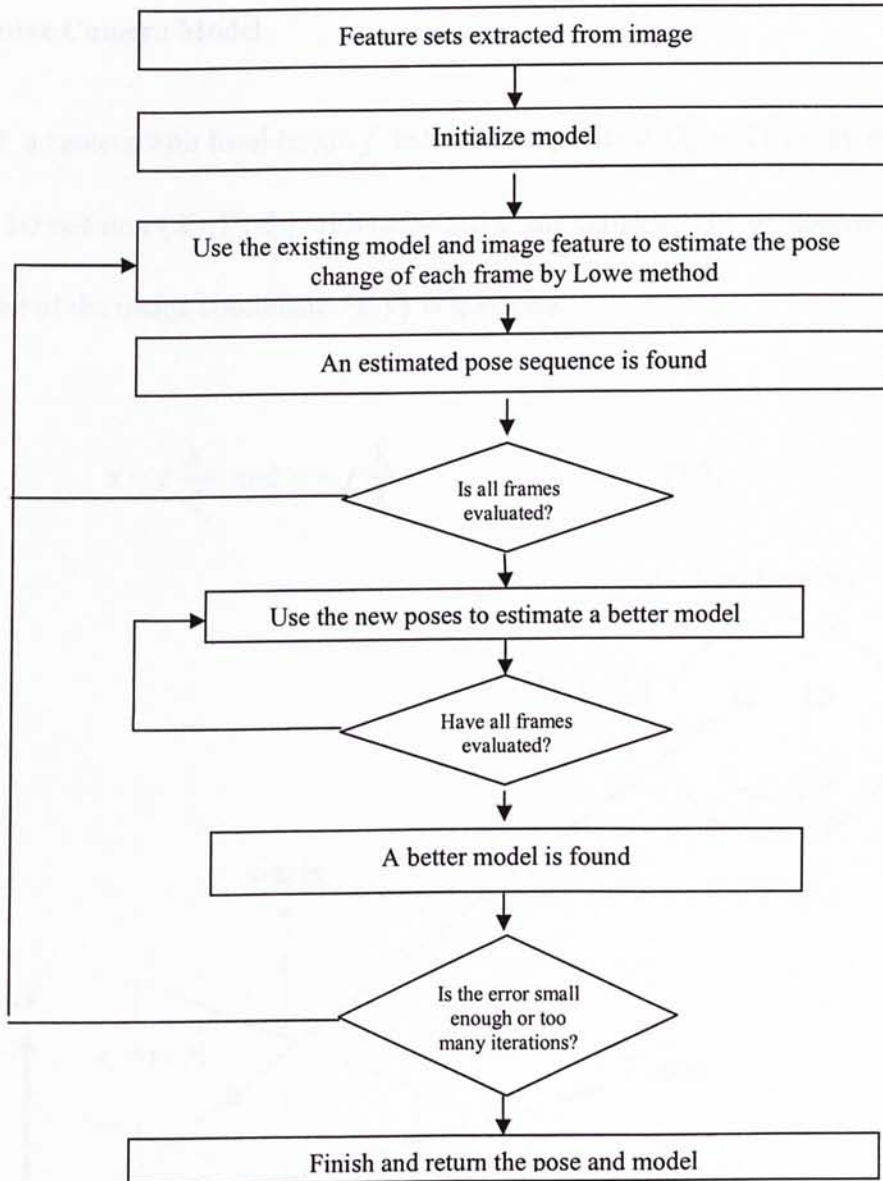 Feature sets extracted from image
Initialize model
Use the existing model and image feature to estimate the pose
change of each frame by Lowe method
An estimated pose sequence is found
Is all frames
evaluated?
Use the new poses to estimate a better model
Have all frames
evaluated?
A better model is found
Is the error small
enough or too
many iterations?
Finish and return the pose and model